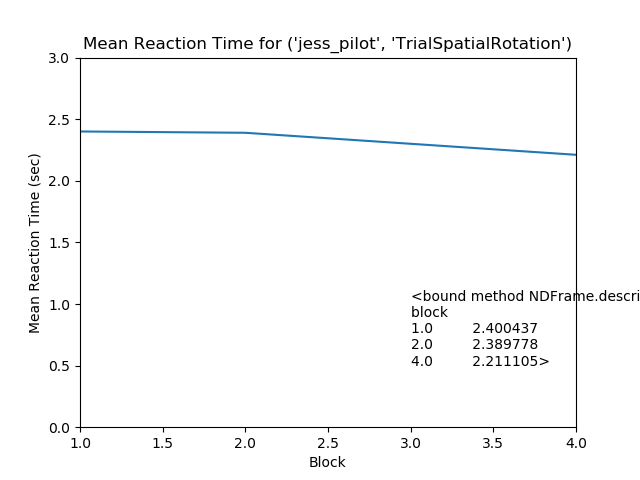 Mean Reaction Time for ('jess_pilot', 'TrialSpatialRotation')
3.0
2.5
2.0
1.5
1.0
0.5
0.0
Mean Reaction Time (sec)
<bound method NDFrame.descri
block
1.0 2.400437
2.0 2.389778
4.0 2.211105>
1.0 1.5 2.0 2.5 3.0 3.5 4.0
Block